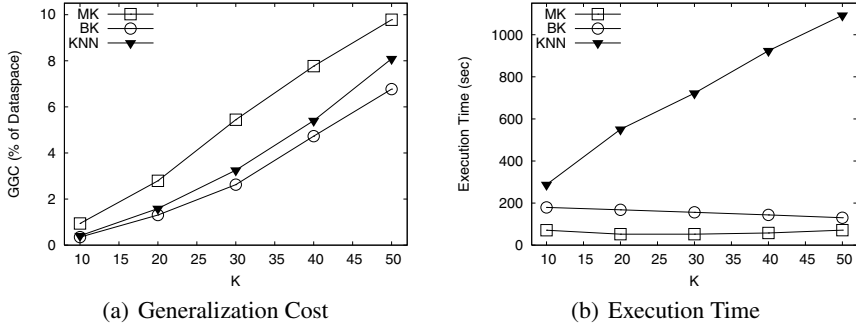 GGC (% of Dataspace)
10
8
6
4
2
0
MK
BK
KNN
10 15 20 25 30 35 40 45 50
K
(a) Generalization Cost
Execution Time (sec)
1000
800
600
400
200
0
MK
BK
KNN
10 15 20 25 30 35 40 45 50
K
(b) Execution Time